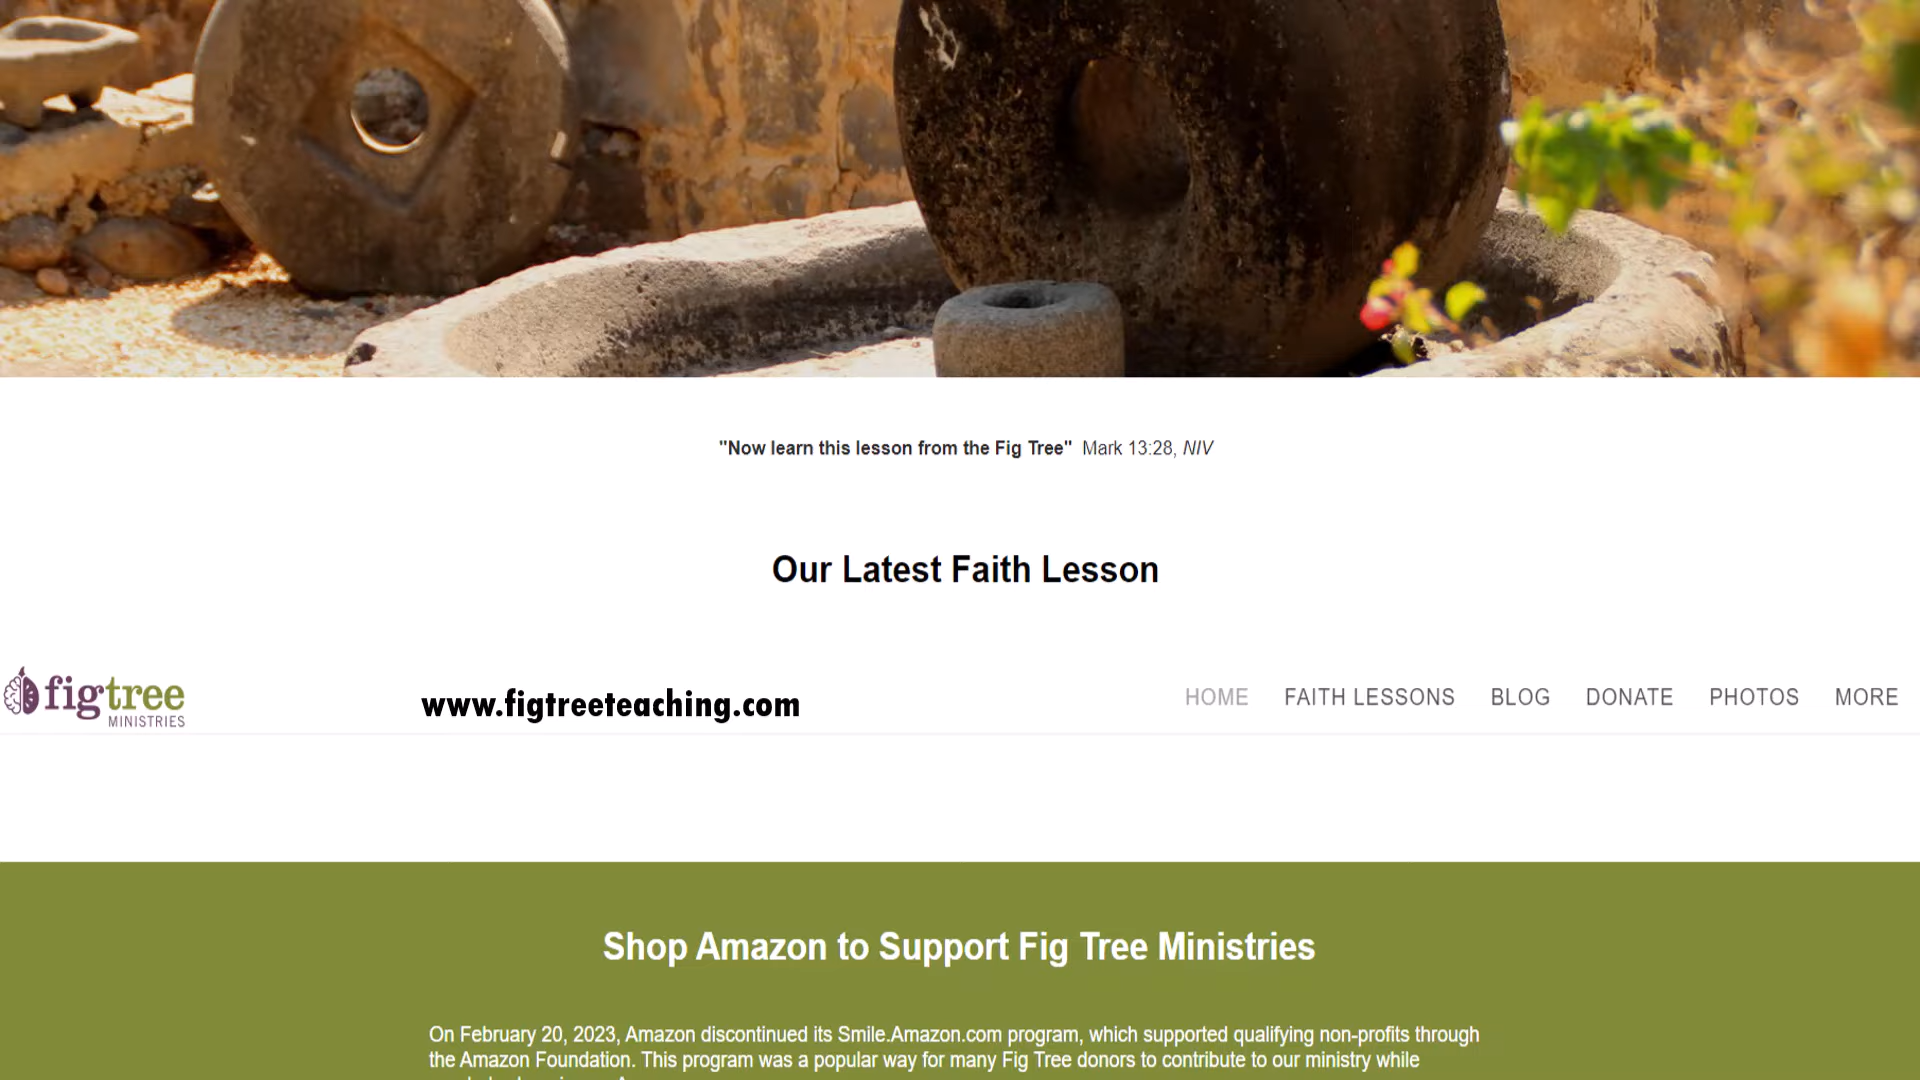 "Now learn this lesson from the Fig Tree" Mark 13:28, NIV
Our Latest Faith Lesson
figtree
MINISTRIES
www.figtreeteaching.com
HOME FAITH LESSONS BLOG DONATE PHOTOS MORE
Shop Amazon to Support Fig Tree Ministries
On February 20, 2023, Amazon discontinued its Smile.Amazon.com program, which supported qualifying non-profits through
the Amazon Foundation. This program was a popular way for many Fig Tree donors to contribute to our ministry while